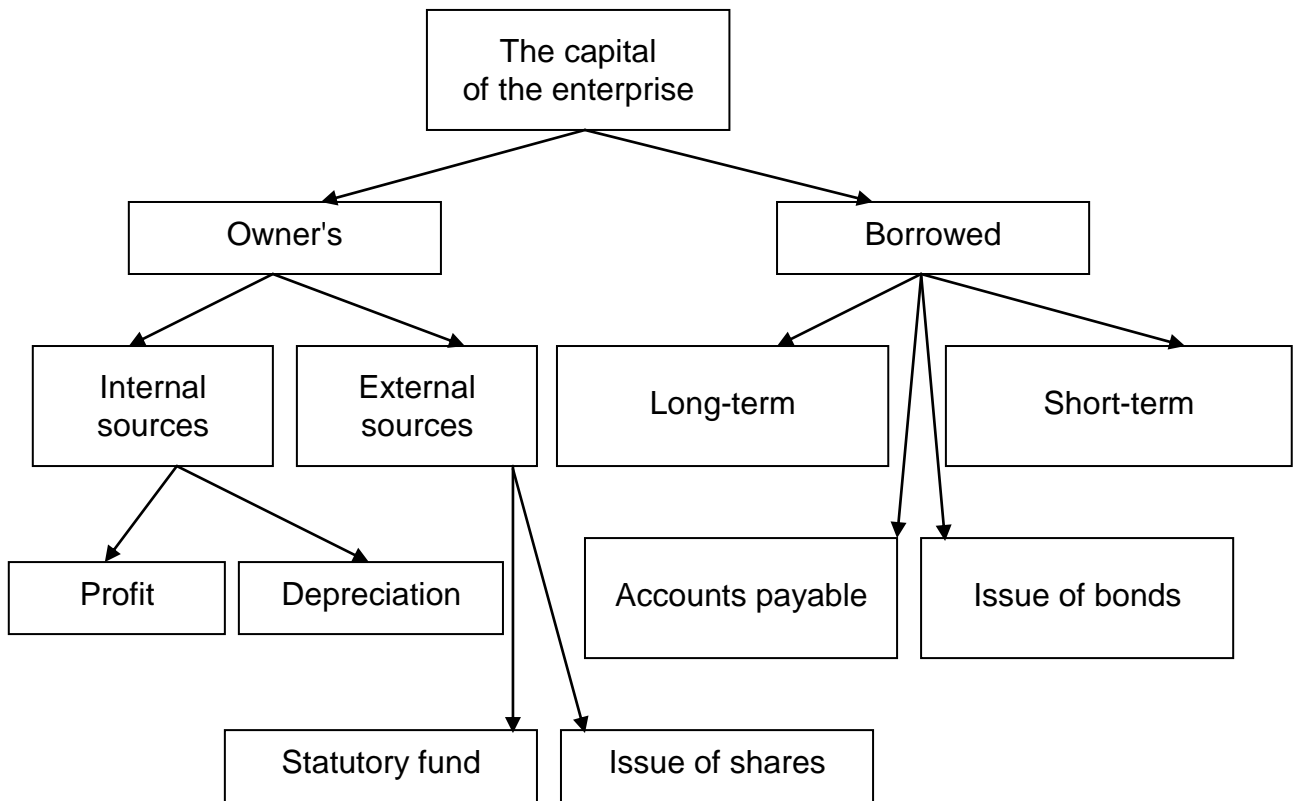 The capital
of the enterprise
Owner's
Borrowed
Internal
sources
External
sources
Long-term
Short-term
Profit
Depreciation
Accounts payable
Issue of bonds
Statutory fund
Issue of shares